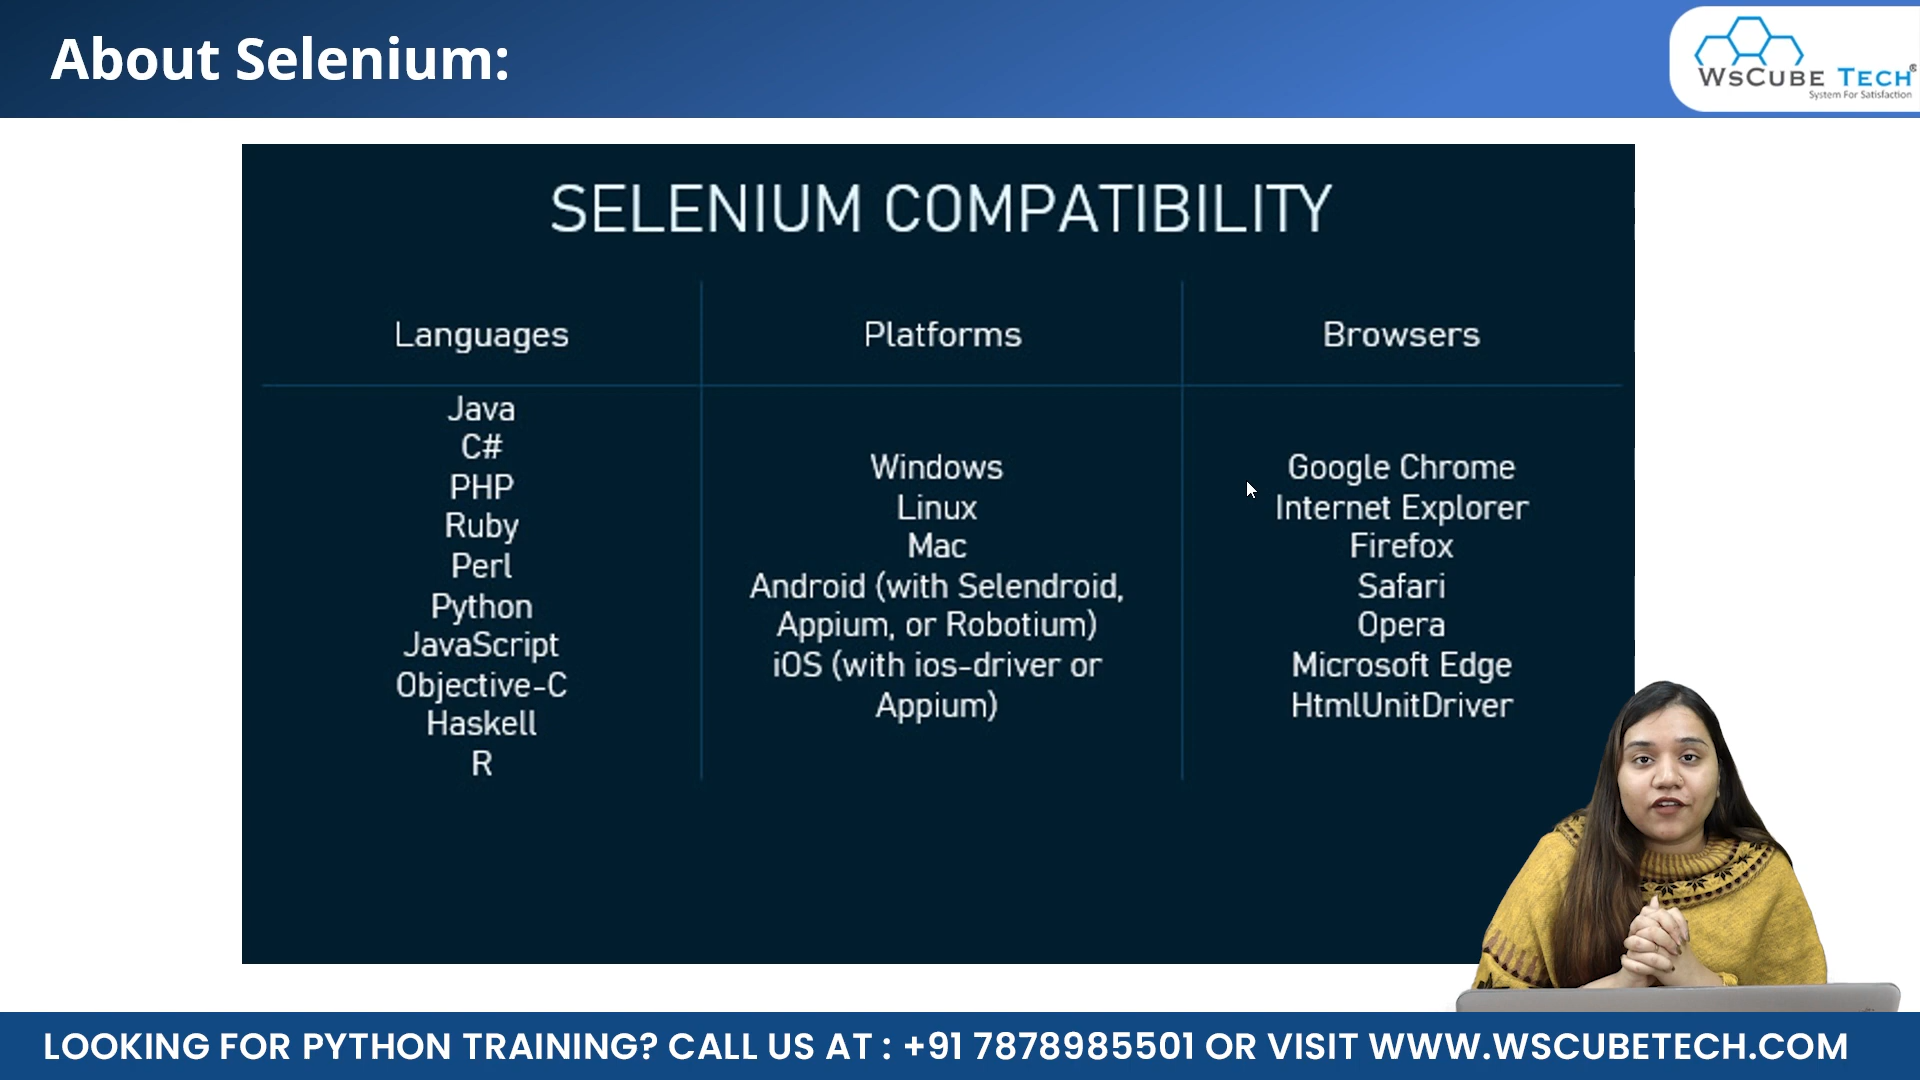 About Selenium:
WSCUBE TECH
System For Satisfaction
SELENIUM COMPATIBILITY
Languages
Platforms
Browsers
Java
C#
PHP
Ruby
Perl
Python
JavaScript
Objective-C
Haskell
R
Windows
Linux
Mac
Android (with Selendroid,
Appium, or Robotium)
iOS (with ios-driver or
Appium)
Google Chrome
Internet Explorer
Firefox
Safari
Opera
Microsoft Edge
HtmlUnitDriver
LOOKING FOR PYTHON TRAINING? CALL US AT : +91 7878985501 OR VISIT WWW.WSCUBETECH.COM